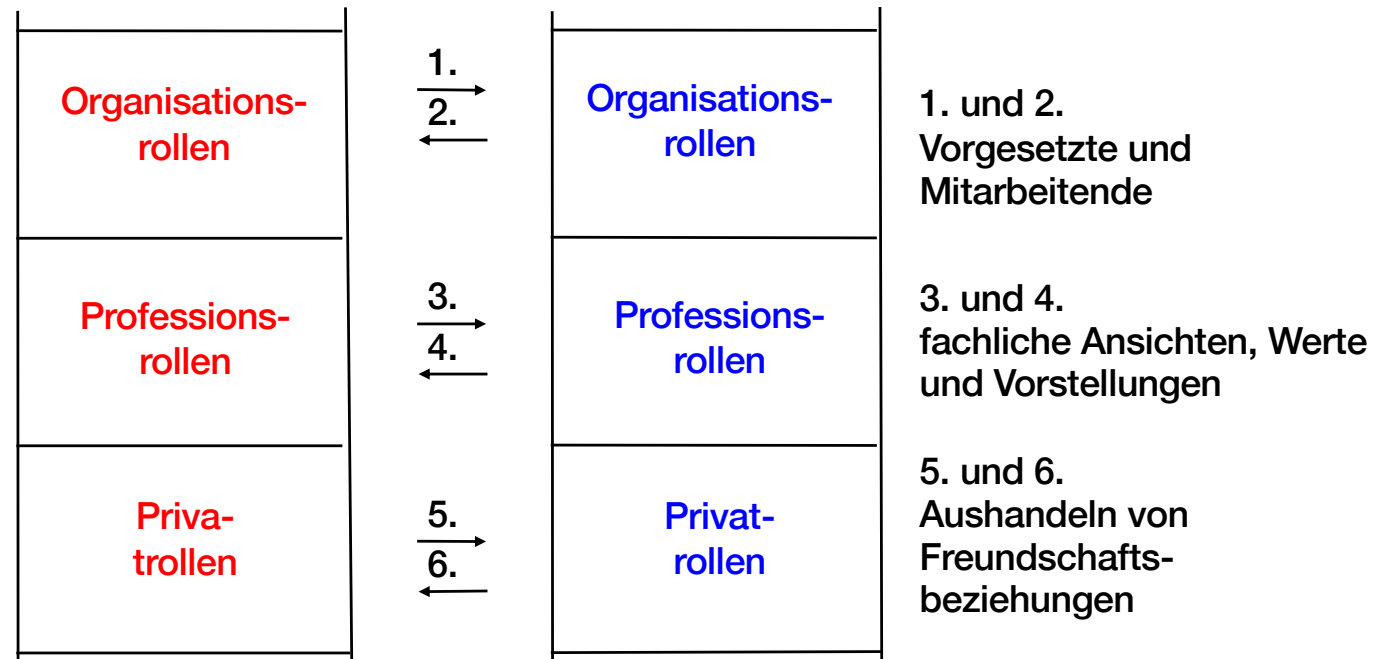 Organisations-
rollen
1.
2.
Organisations-
rollen
1. und 2.
Vorgesetzte und
Mitarbeitende
Professions-
rollen
3.
4.
Professions-
rollen
3. und 4.
fachliche Ansichten, Werte
und Vorstellungen
Priva-
trollen
5.
6.
Privat-
rollen
5. und 6.
Aushandeln von
Freundschafts-
beziehungen